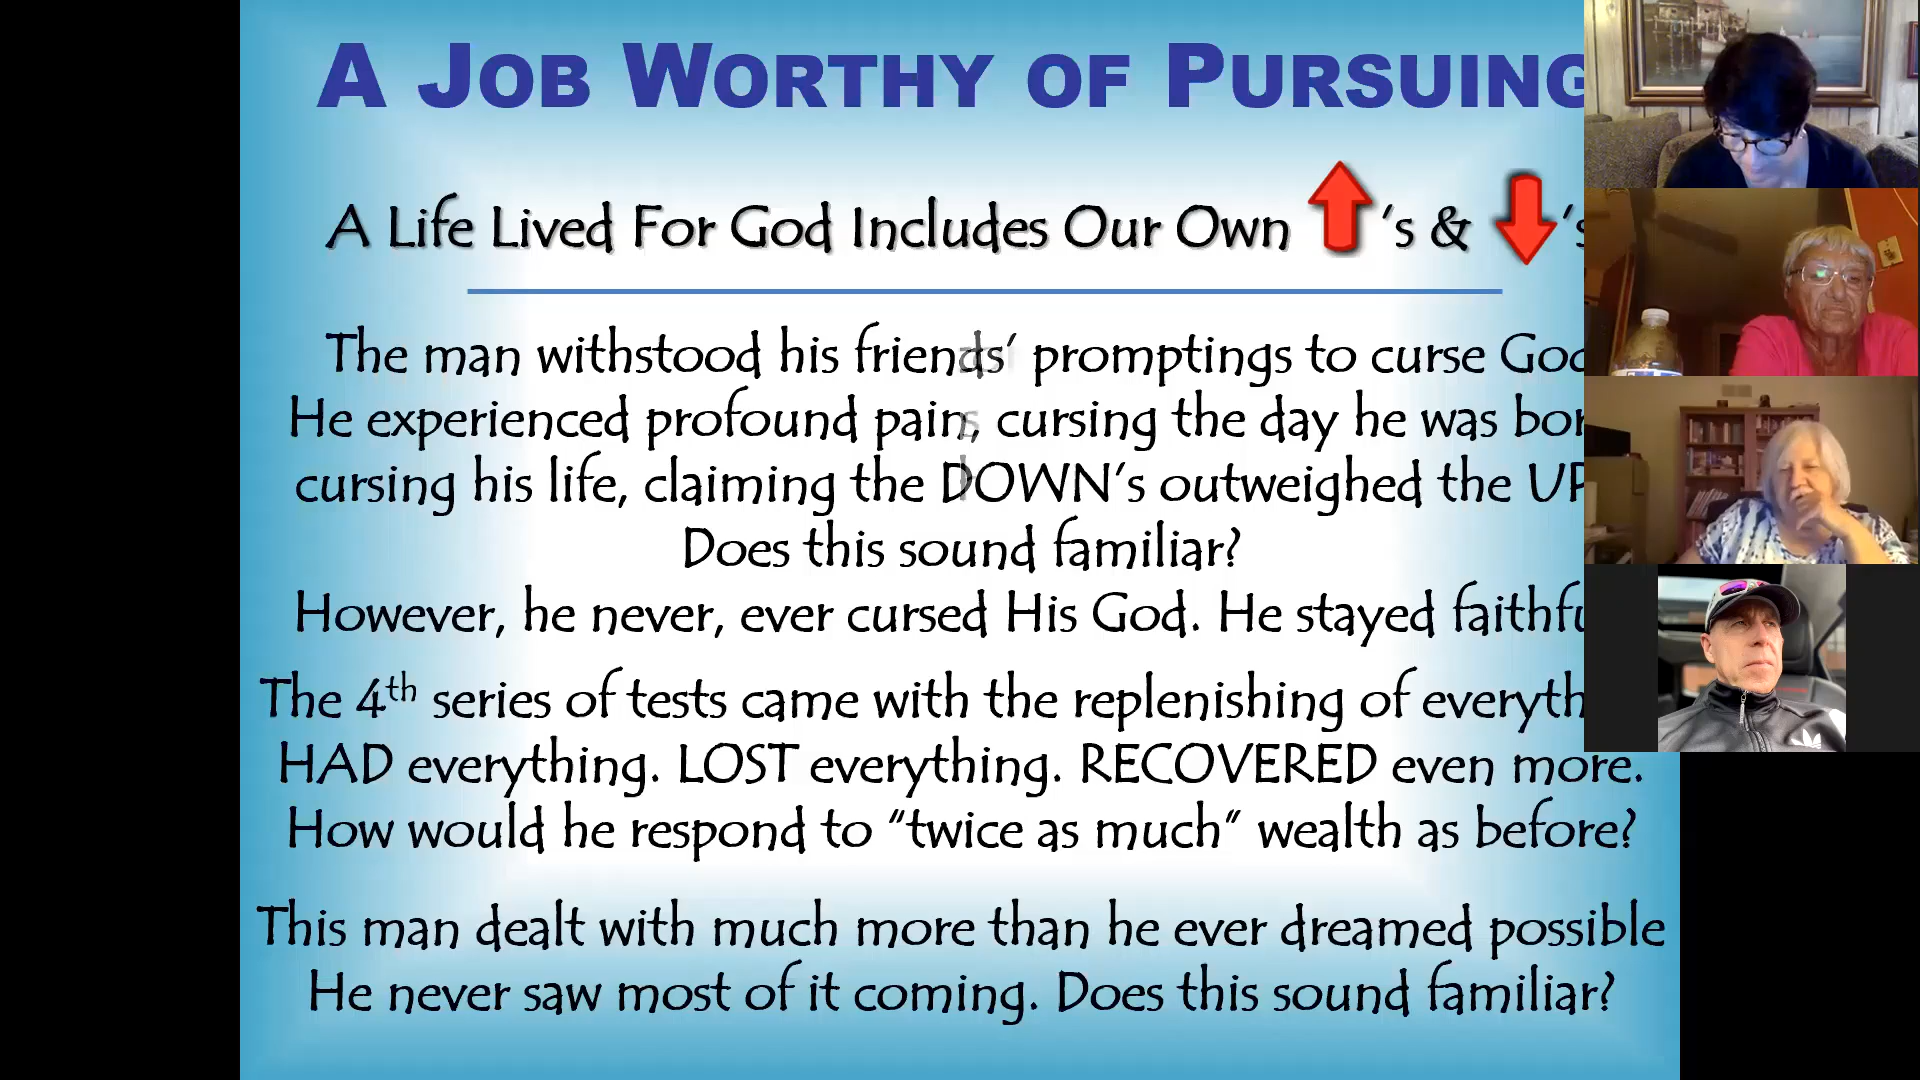 A JOB WORTHY OF PURSUING
A Life Lived For God Includes Our Own 's & 's
The man withstood his friends' promptings to curse God
He experienced profound pain, cursing the day he was
cursing his life, claiming the DOWN's outweighed the UP
Does this sound familiar?
However, he never, ever cursed His God. He stayed
The 4th series of tests came with the replenishing of
HAD everything. LOST everything. RECOVERED even more.
How would he respond to "twice as much" wealth as before?
This man dealt with much more than he ever dreamed possible
He never saw most of it coming. Does this sound familiar?